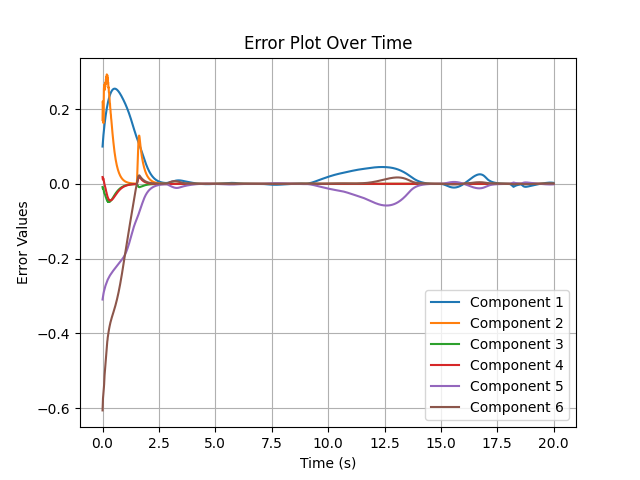 Error Plot Over Time
Error Values
0.2
0.0
−0.2
−0.4
−0.6
Component 1
Component 2
Component 3
Component 4
Component 5
Component 6
0.0 2.5 5.0 7.5 10.0 12.5 15.0 17.5 20.0
Time (s)